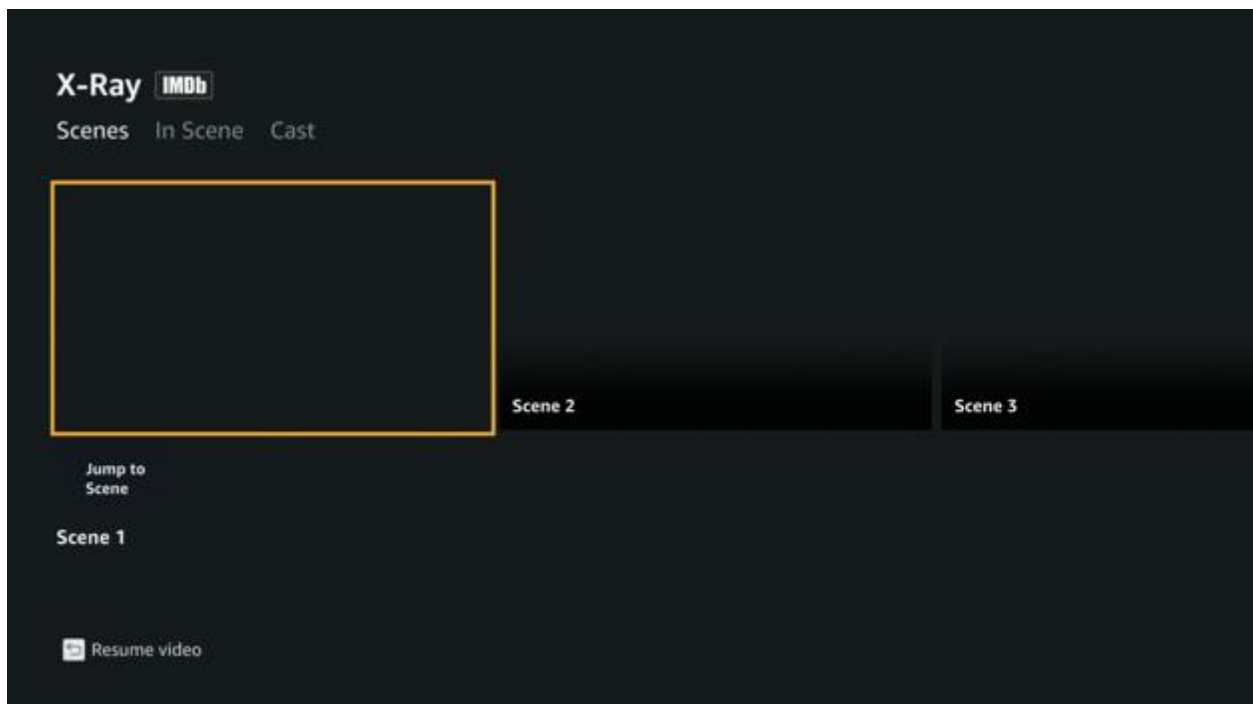 X-Ray IMDb
Scenes In Scene Cast
Scene 2 Scene 3
Jump to
Scene
Scene 1
Resume video